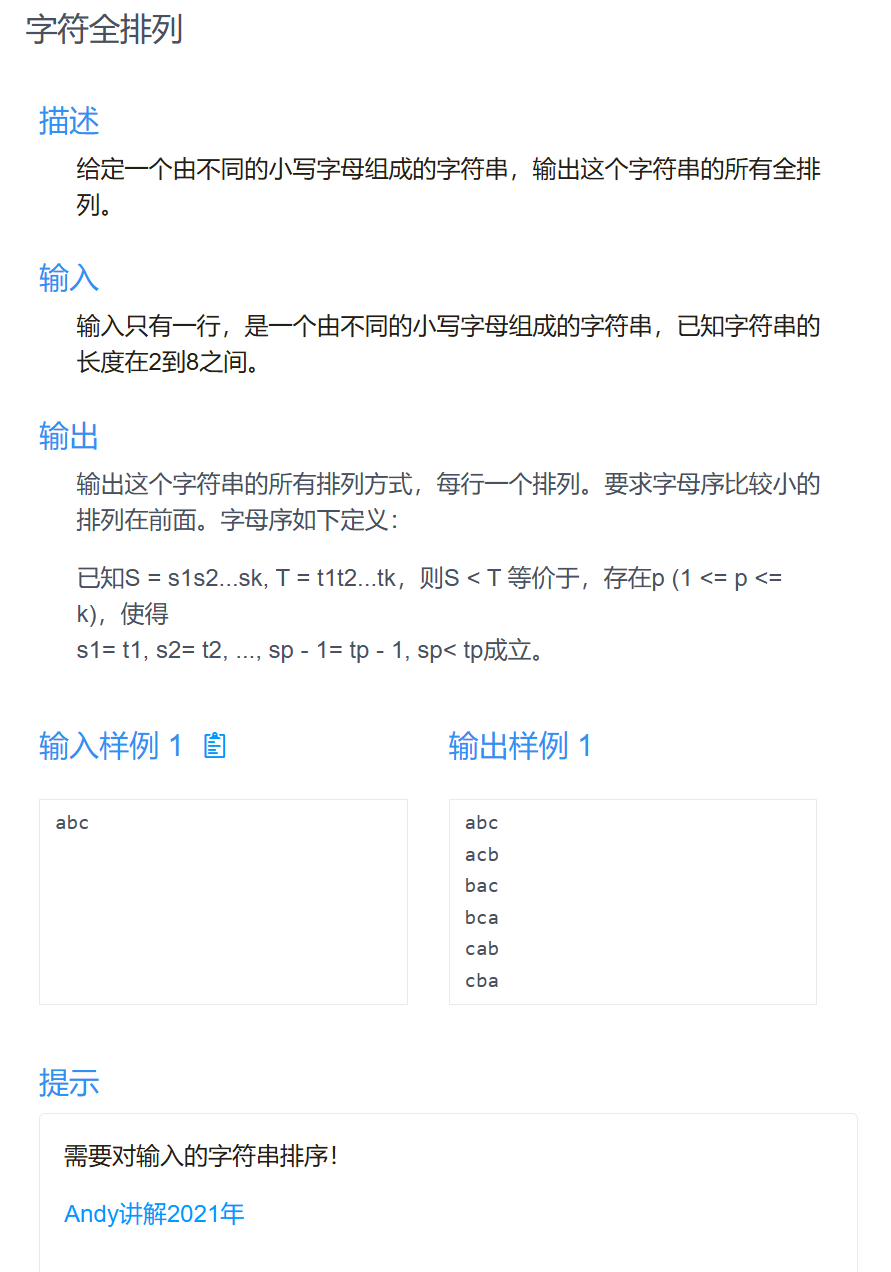 字符全排列
描述
给定一个由不同的小写字母组成的字符串，输出这个字符串的所有全排
列。
输入
输入只有一行，是一个由不同的小写字母组成的字符串，已知字符串的
长度在2到8之间。
输出
输出这个字符串的所有排列方式，每行一个排列。要求字母序比较小的
排列在前面。字母序如下定义：
已知S = s1s2...sk, T = t1t2...tk，则S < T 等价于，存在p (1 <= p <=
k)，使得
s1= t1, s2= t2, ..., sp - 1= tp - 1, sp< tp成立。
输入样例 1
输出样例 1
abc
abc
acb
bac
bca
cab
cba
提示
需要对输入的字符串排序！
Andy讲解2021年